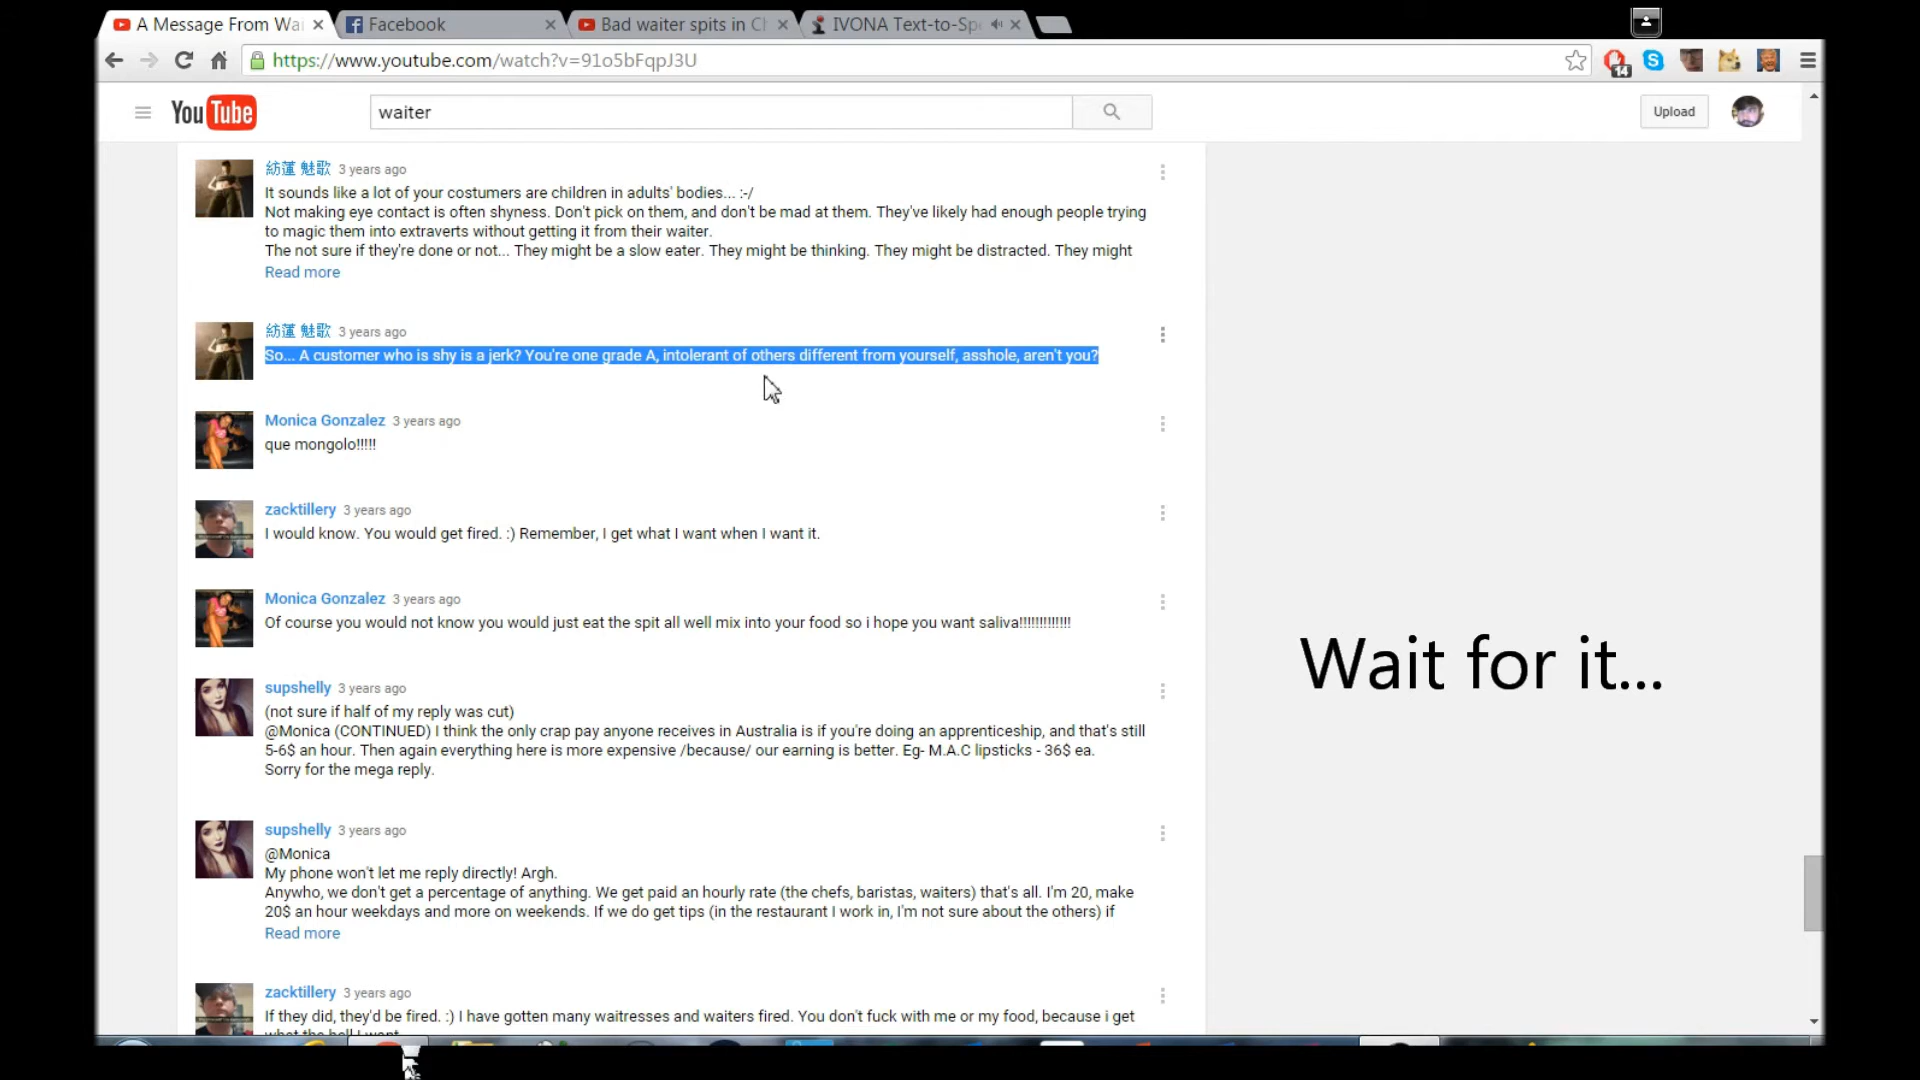 A Message From Wai
Facebook
Bad waiter spits in Ch
IVONA Text-to-Spe
https://www.youtube.com/watch?v=91o5bFqpJ3U
14
YouTube
waiter
Upload
紡蓮 魅歌 3 years ago
It sounds like a lot of your costumers are children in adults' bodies... :-/
Not making eye contact is often shyness. Don't pick on them, and don't be mad at them. They've likely had enough people trying
to magic them into extraverts without getting it from their waiter.
The not sure if they're done or not... They might be a slow eater. They might be thinking. They might be distracted. They might
Read more
紡蓮 魅歌 3 years ago
So... A customer who is shy is a jerk? You're one grade A, intolerant of others different from yourself, asshole, aren't you?
Monica Gonzalez 3 years ago
que mongolo!!!!!
zacktillery 3 years ago
I would know. You would get fired. :) Remember, I get what I want when I want it.
Monica Gonzalez 3 years ago
Of course you would not know you would just eat the spit all well mix into your food so i hope you want saliva!!!!!!!!!!!!!
Wait for it...
supshelly 3 years ago
(not sure if half of my reply was cut)
@Monica (CONTINUED) I think the only crap pay anyone receives in Australia is if you're doing an apprenticeship, and that's still
5-6$ an hour. Then again everything here is more expensive /because/ our earning is better. Eg- M.A.C lipsticks - 36$ ea.
Sorry for the mega reply.
supshelly 3 years ago
@Monica
My phone won't let me reply directly! Argh.
Anywho, we don't get a percentage of anything. We get paid an hourly rate (the chefs, baristas, waiters) that's all. I'm 20, make
20$ an hour weekdays and more on weekends. If we do get tips (in the restaurant I work in, I'm not sure about the others) if
Read more
zacktillery 3 years ago
If they did, they'd be fired. :) I have gotten many waitresses and waiters fired. You don't fuck with me or my food, because i get
what the hell I want